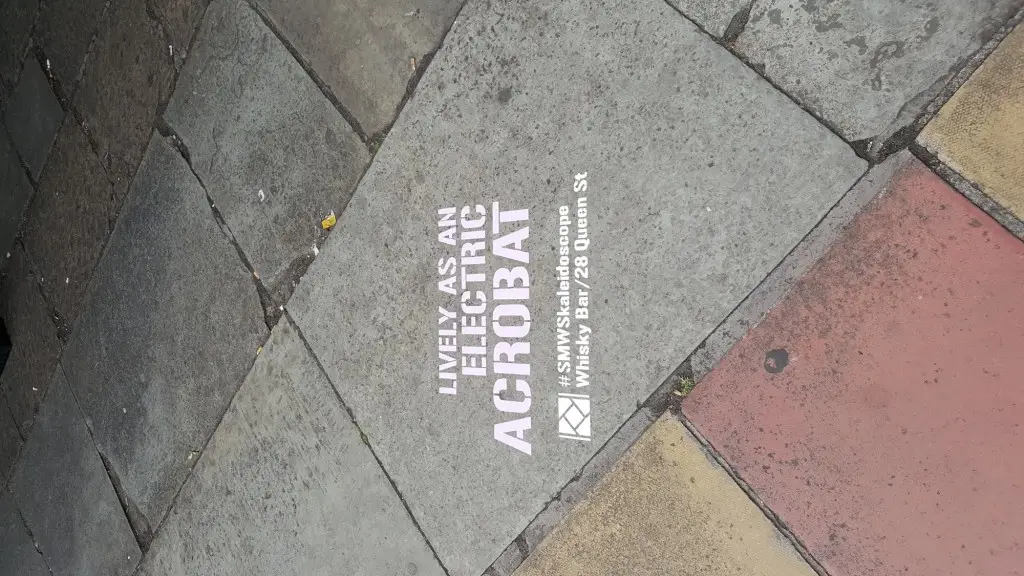 LIVELY AS AN
ELECTRIC
ACROBAT
#SMWSkaleidoscope
Whisky Bar/28 Queen St